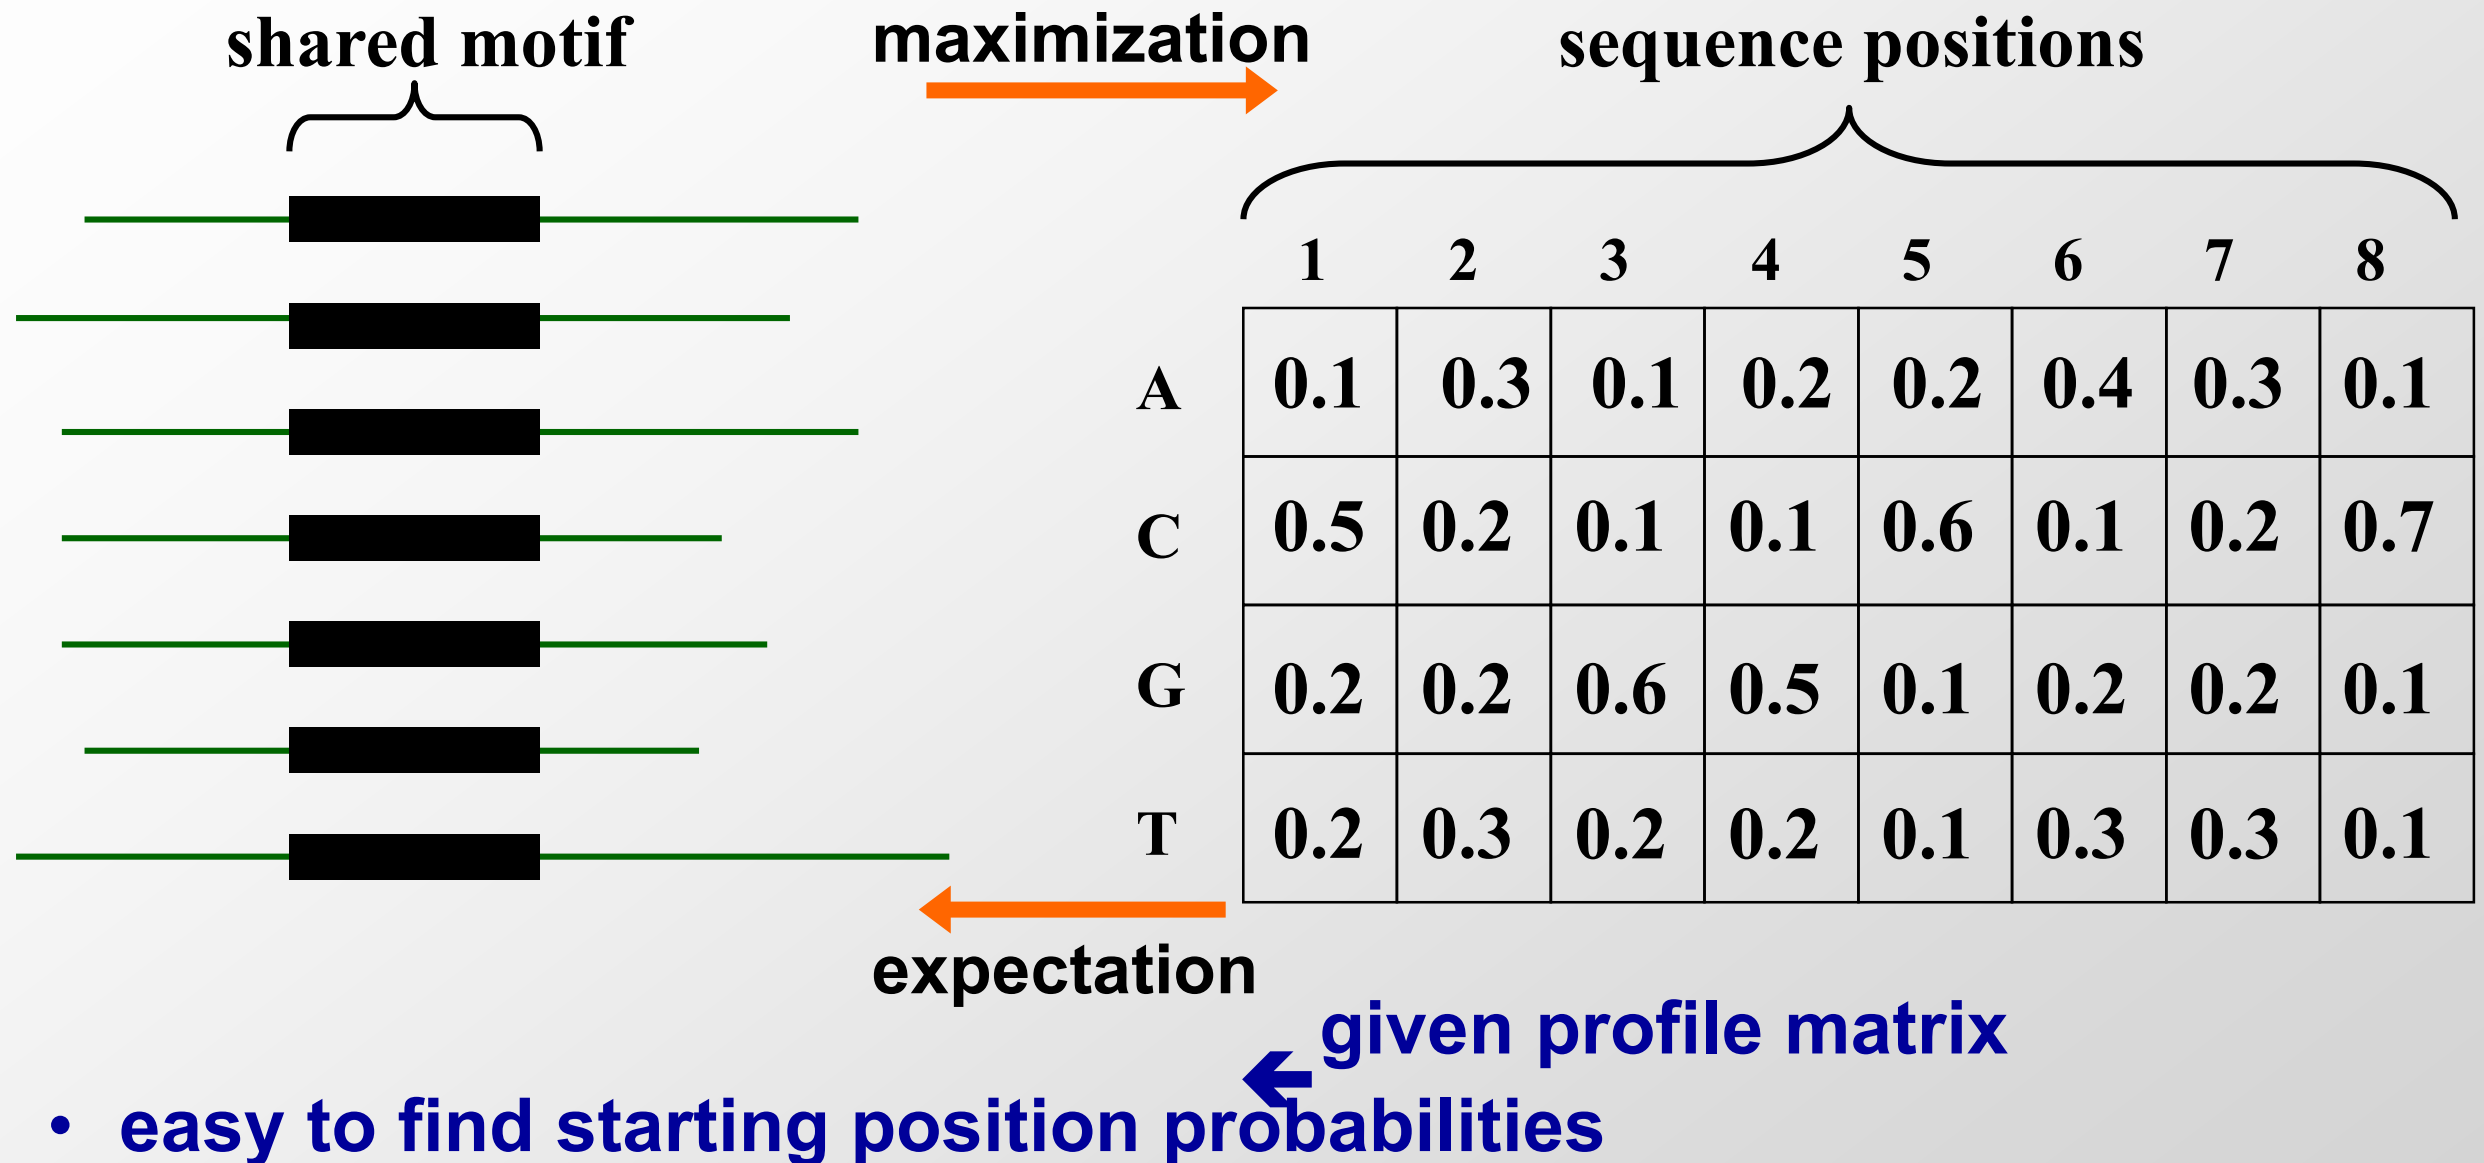 shared motif
maximization
sequence positions
1 2 3 4 5 6 7 8
A 0.1 0.3 0.1 0.2 0.2 0.4 0.3 0.1
C 0.5 0.2 0.1 0.1 0.6 0.1 0.2 0.7
G 0.2 0.2 0.6 0.5 0.1 0.2 0.2 0.1
T 0.2 0.3 0.2 0.2 0.1 0.3 0.3 0.1
expectation
given profile matrix
• easy to find starting position probabilities